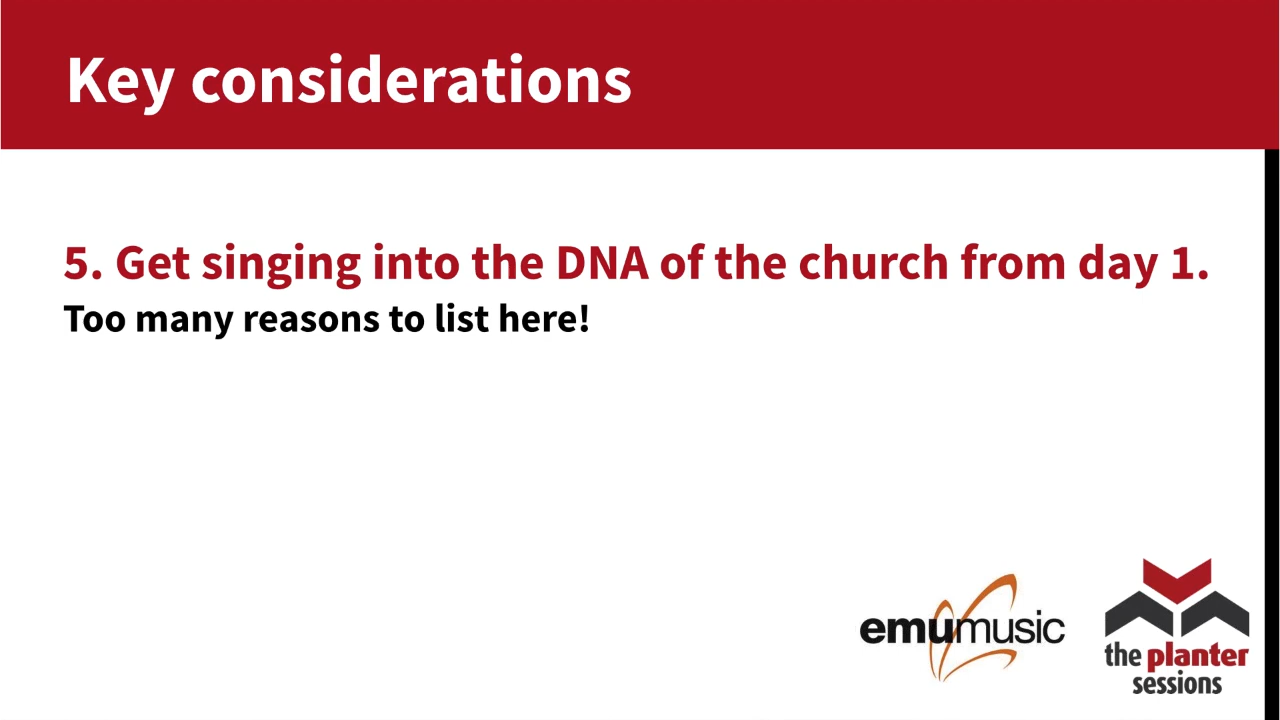 Key considerations
5. Get singing into the DNA of the church from day 1.
Too many reasons to list here!
emumusic
the planter
sessions